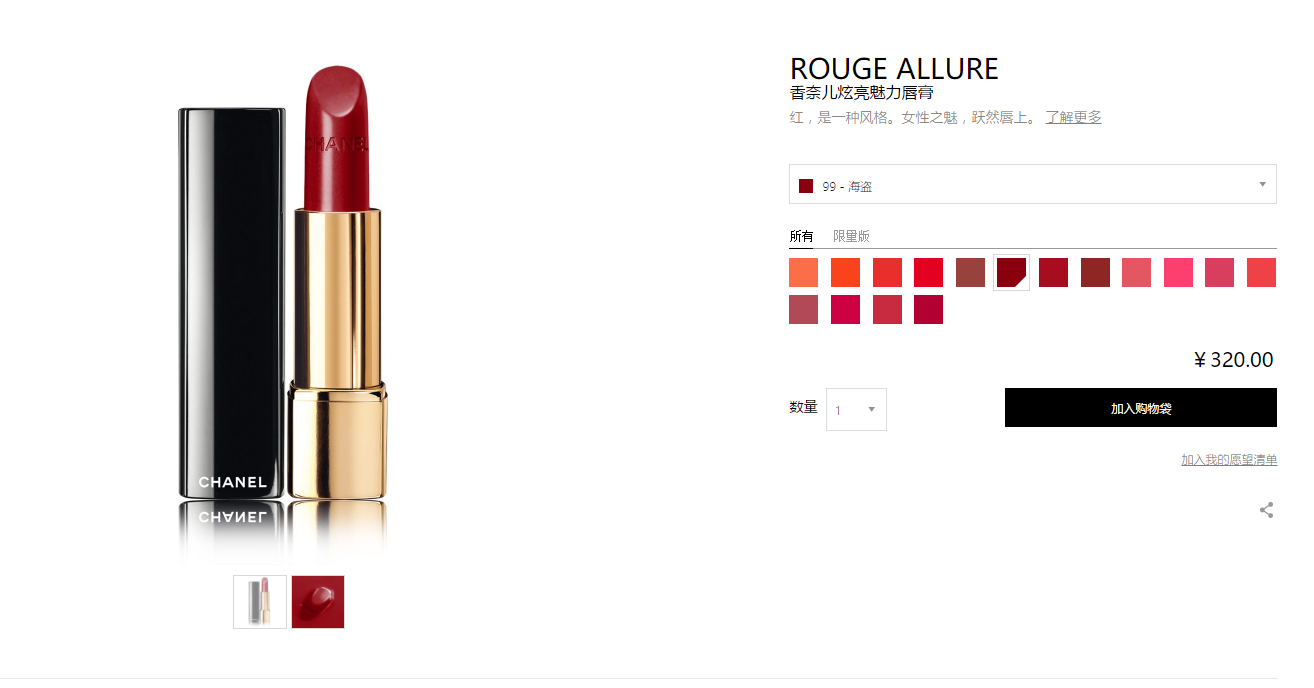 ROUGE ALLURE
香奈儿炫亮魅力唇膏
红，是一种风格。女性之魅，跃然唇上。 了解更多
99 - 海盗
所有 限量版
¥ 320.00
数量 1 加入购物袋
加入我的愿望清单
CHANEL
CHANEL
CHANEL